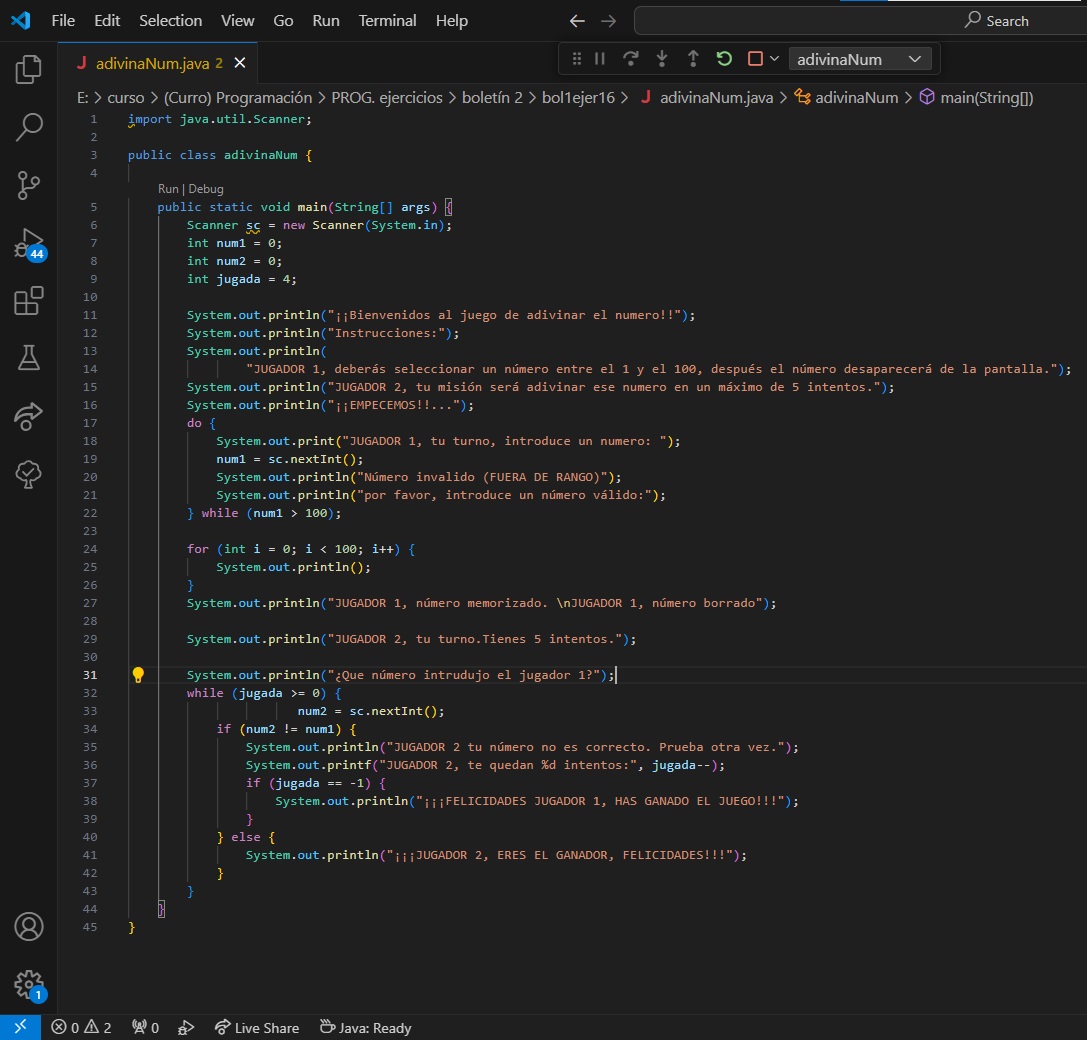 File Edit Selection View Go Run Terminal Help Search
adivinaNum.java 2
adivinaNum
E: > curso > (Curro) Programación > PROG. ejercicios > boletín 2 > bol1ejer16 > adivinaNum.java > adivinaNum > main(String[])
1 import java.util.Scanner;
2
3 public class adivinaNum {
4
Run | Debug
5 public static void main(String[] args) {
6 Scanner sc = new Scanner(System.in);
7 int num1 = 0;
8 int num2 = 0;
9 int jugada = 4;
10
11 System.out.println("¡¡Bienvenidos al juego de adivinar el numero!!");
12 System.out.println("Instrucciones:");
13 System.out.println(
14 "JUGADOR 1, deberás seleccionar un número entre el 1 y el 100, después el número desaparecerá de la pantalla.");
15 System.out.println("JUGADOR 2, tu misión será adivinar ese numero en un máximo de 5 intentos.");
16 System.out.println("¡¡EMPECEMOS!!...");
17 do {
18 System.out.print("JUGADOR 1, tu turno, introduce un numero: ");
19 num1 = sc.nextInt();
20 System.out.println("Número invalido (FUERA DE RANGO)");
21 System.out.println("por favor, introduce un número válido:");
22 } while (num1 > 100);
23
24 for (int i = 0; i < 100; i++) {
25 System.out.println();
26 }
27 System.out.println("JUGADOR 1, número memorizado. \nJUGADOR 1, número borrado");
28
29 System.out.println("JUGADOR 2, tu turno.Tienes 5 intentos.");
30
31 System.out.println("¿Que número intrudujo el jugador 1?");
32 while (jugada >= 0) {
33 num2 = sc.nextInt();
34 if (num2 != num1) {
35 System.out.println("JUGADOR 2 tu número no es correcto. Prueba otra vez.");
36 System.out.printf("JUGADOR 2, te quedan %d intentos:", jugada--);
37 if (jugada == -1) {
38 System.out.println("¡¡¡FELICIDADES JUGADOR 1, HAS GANADO EL JUEGO!!!");
39 }
40 } else {
41 System.out.println("¡¡¡JUGADOR 2, ERES EL GANADOR, FELICIDADES!!!");
42 }
43 }
44 }
45 }
44
1
0 2 0 Live Share Java: Ready